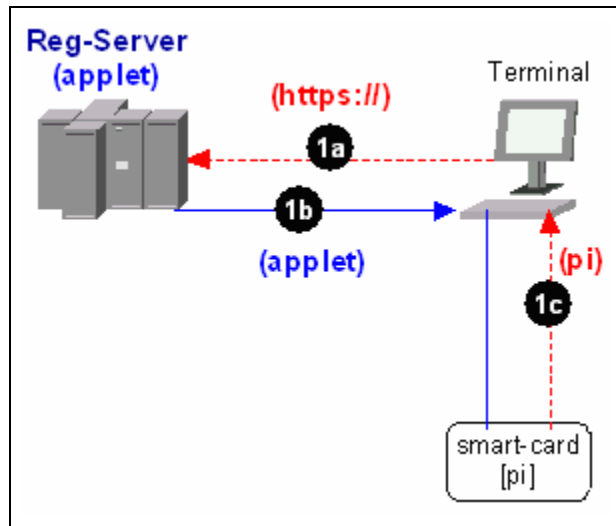 Reg-Server
(applet)
Terminal
(https://)
1a
1b
(applet)
(pi)
1c
smart-card
[pi]